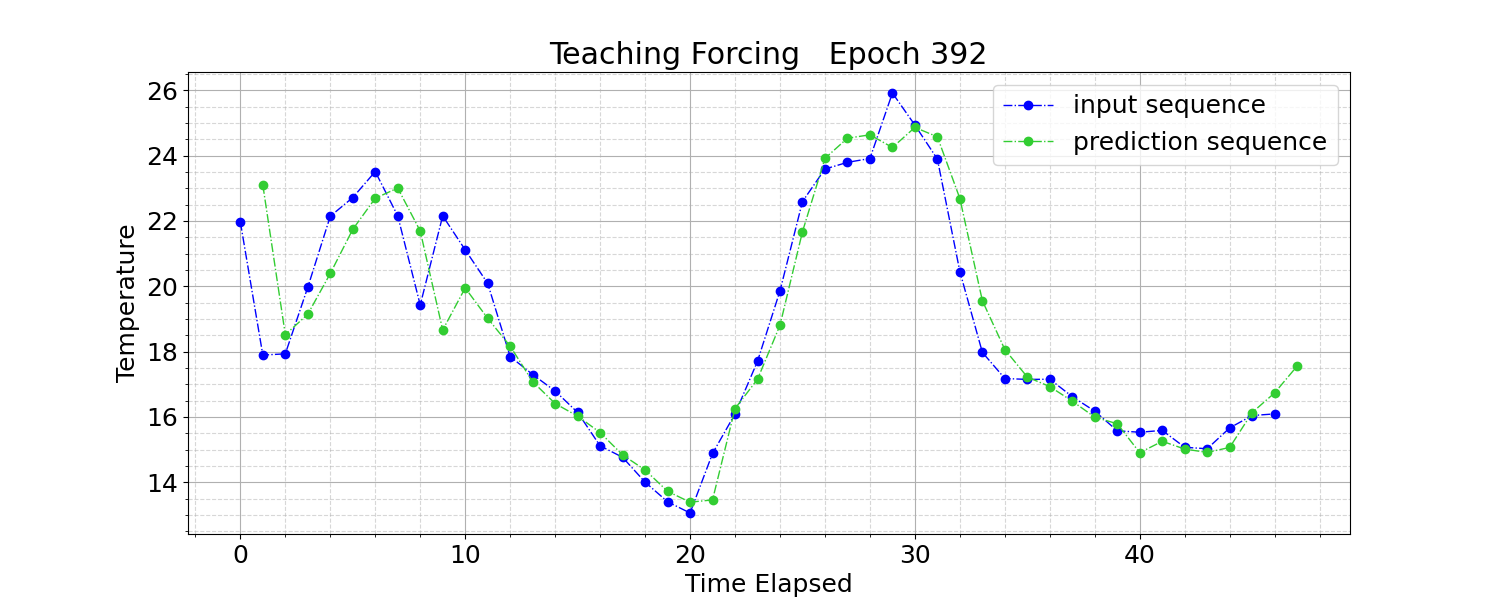 Teaching Forcing   Epoch 392
26
24
22
20
18
16
14
Temperature
input sequence
prediction sequence
0 10 20 30 40
Time Elapsed